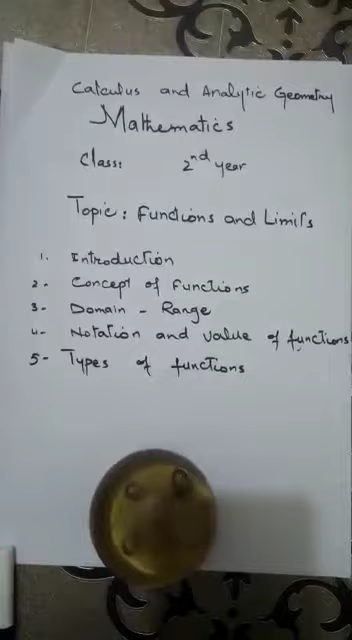 Calculus and Analytic Geometry
Mathematics
Class: 2nd year
Topic: Functions and Limits
1. Introduction
2- Concept of Functions
3- Domain - Range
4- Notation and value of functions
5- Types of functions